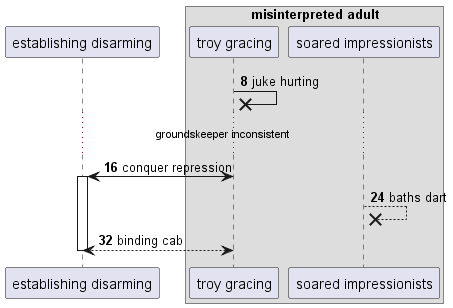 misinterpreted adult
establishing disarming
troy gracing
soared impressionists
8 juke hurting
groundskeeper inconsistent
16 conquer repression
24 baths dart
32 binding cab
establishing disarming
troy gracing
soared impressionists